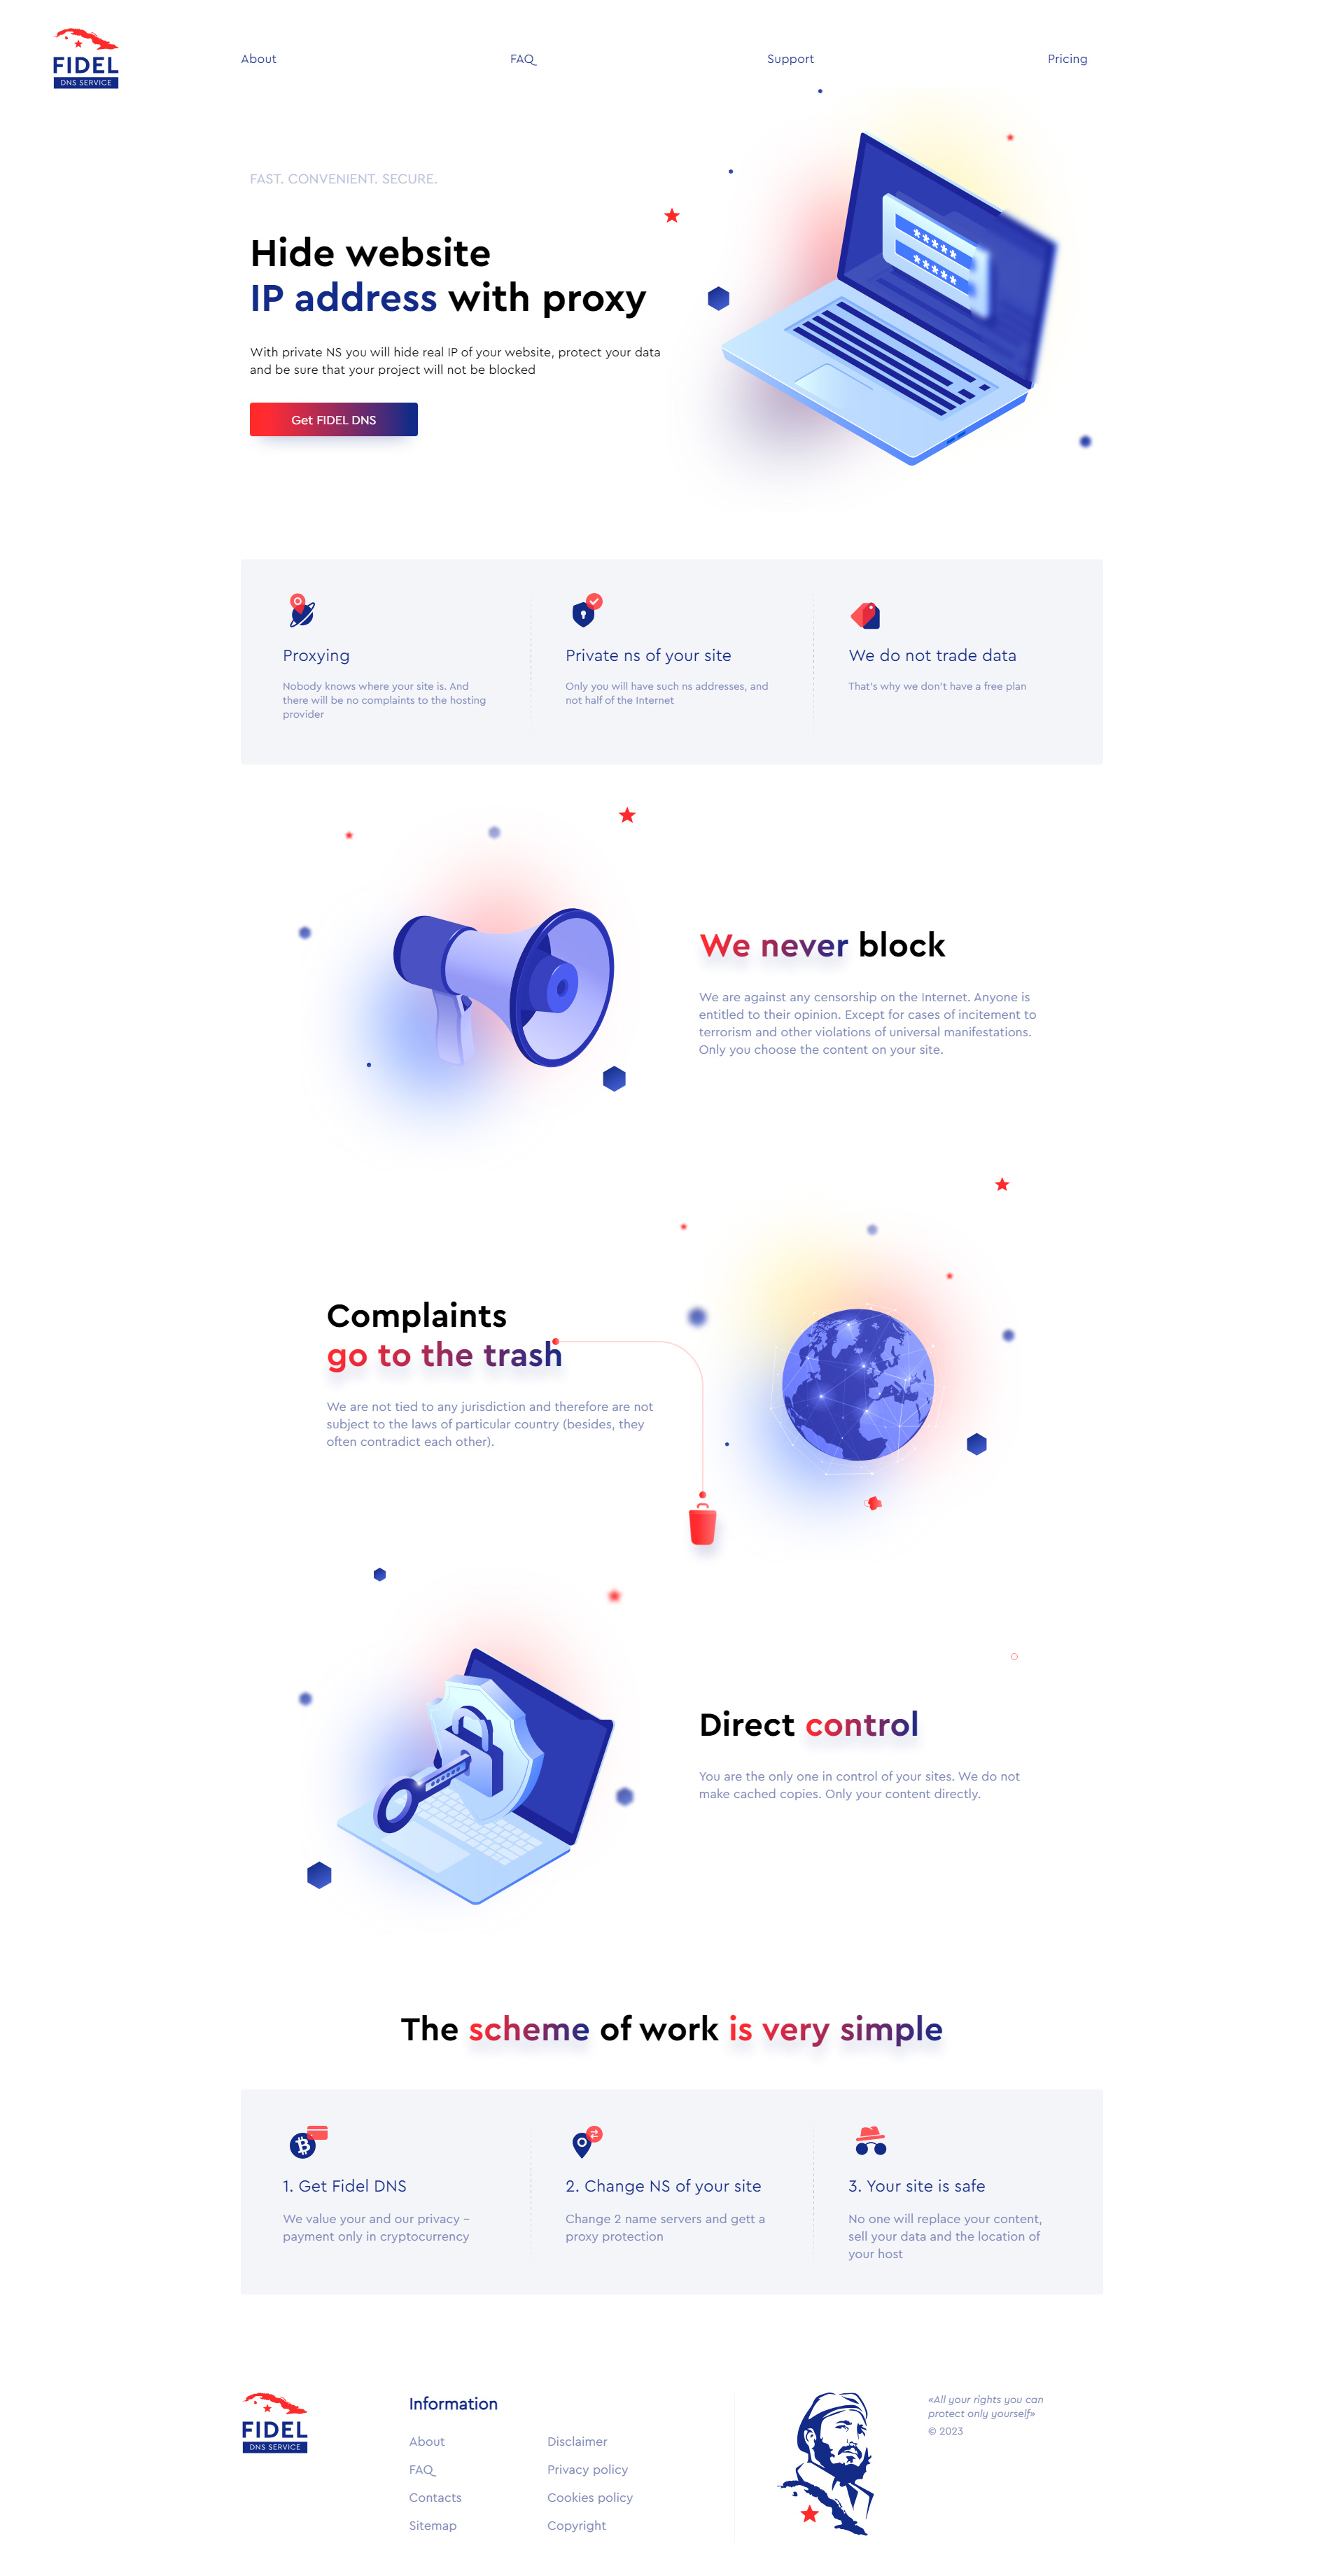 FIDEL
DNS SERVICE
About
FAQ
Support
Pricing
FAST. CONVENIENT. SECURE.
Hide website
IP address with proxy
With private NS you will hide real IP of your website, protect your data
and be sure that your project will not be blocked
Get FIDEL DNS
*****
*****
Proxying
Nobody knows where your site is. And
there will be no complaints to the hosting
provider
Private ns of your site
Only you will have such ns addresses, and
not half of the Internet
We do not trade data
That's why we don't have a free plan
We never block
We are against any censorship on the Internet. Anyone is
entitled to their opinion. Except for cases of incitement to
terrorism and other violations of universal manifestations.
Only you choose the content on your site.
Complaints
go to the trash
We are not tied to any jurisdiction and therefore are not
subject to the laws of particular country (besides, they
often contradict each other).
Direct control
You are the only one in control of your sites. We do not
make cached copies. Only your content directly.
The scheme of work is very simple
1. Get Fidel DNS
We value your and our privacy –
payment only in cryptocurrency
2. Change NS of your site
Change 2 name servers and gett a
proxy protection
3. Your site is safe
No one will replace your content,
sell your data and the location of
your host
FIDEL
DNS SERVICE
Information
About
FAQ
Contacts
Sitemap
Disclaimer
Privacy policy
Cookies policy
Copyright
«All your rights you can
protect only yourself»
© 2023